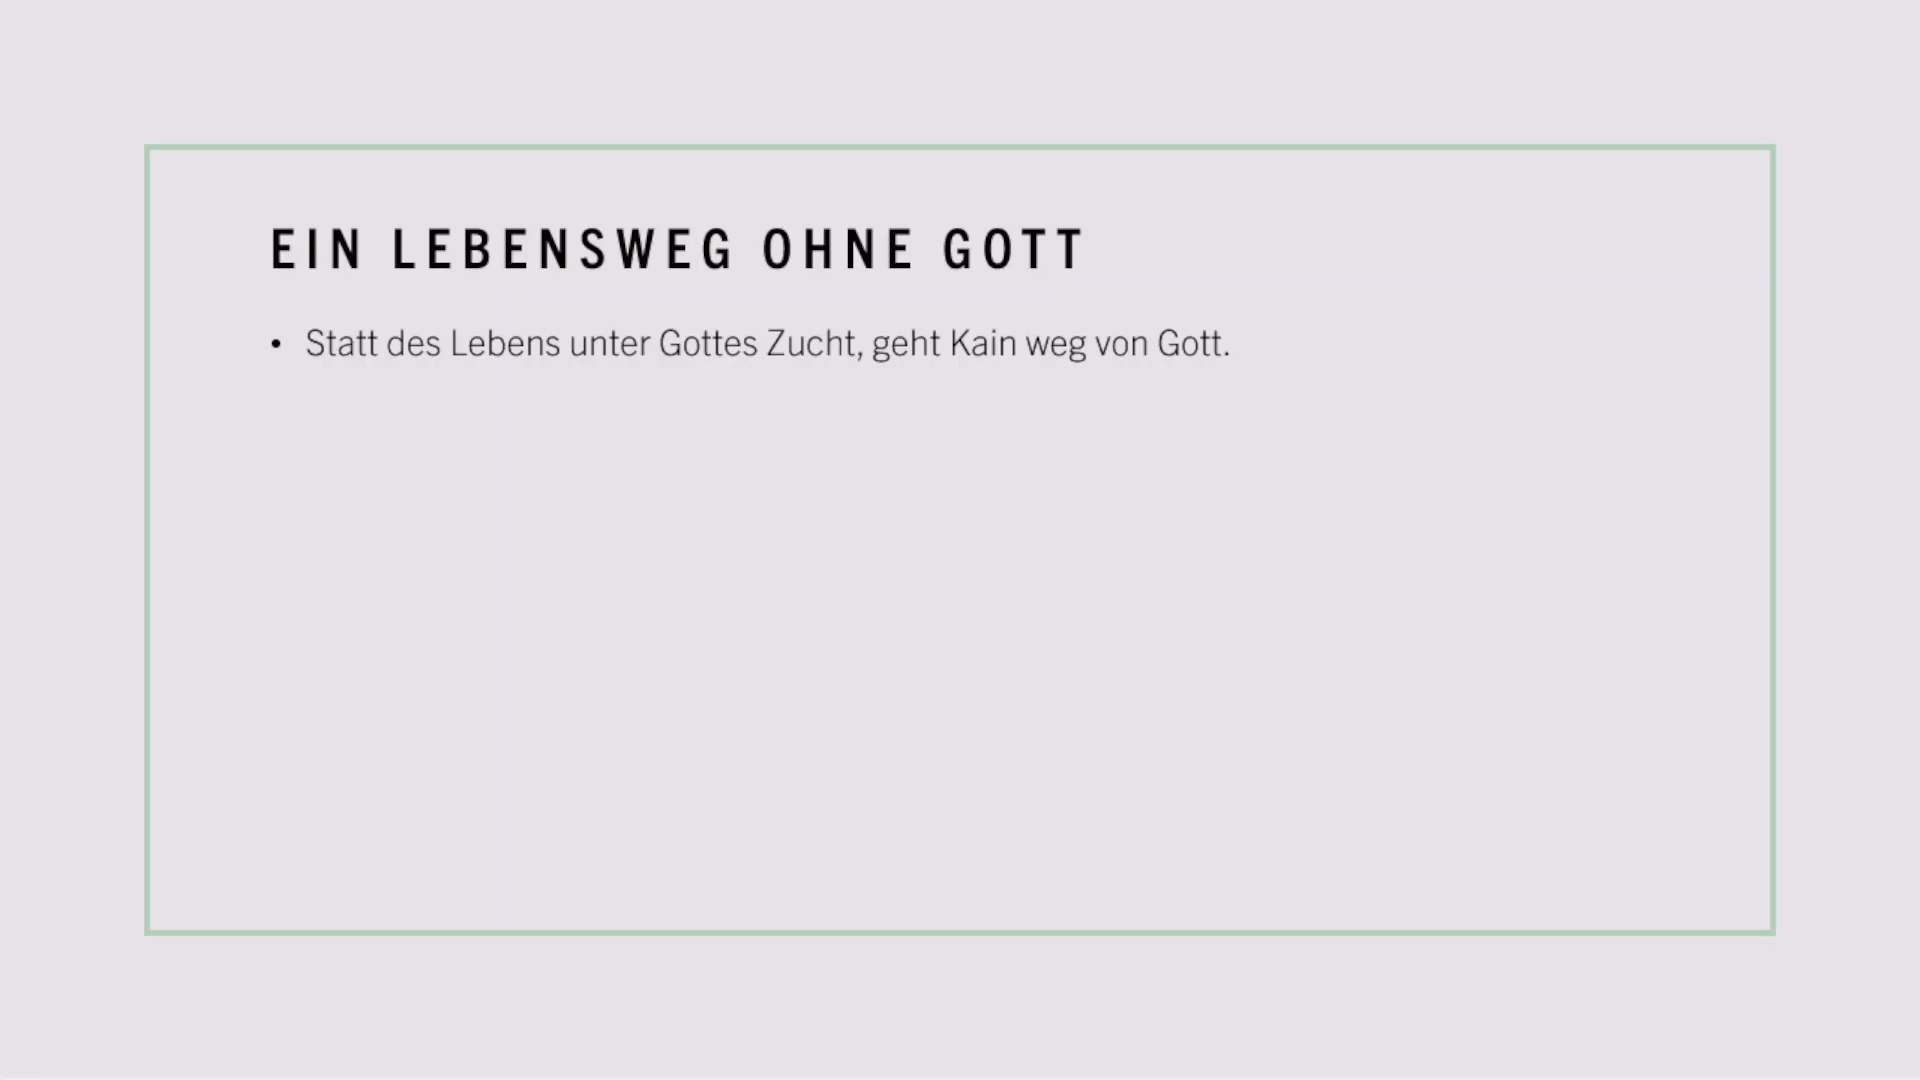 EIN LEBENSWEG OHNE GOTT
• Statt des Lebens unter Gottes Zucht, geht Kain weg von Gott.